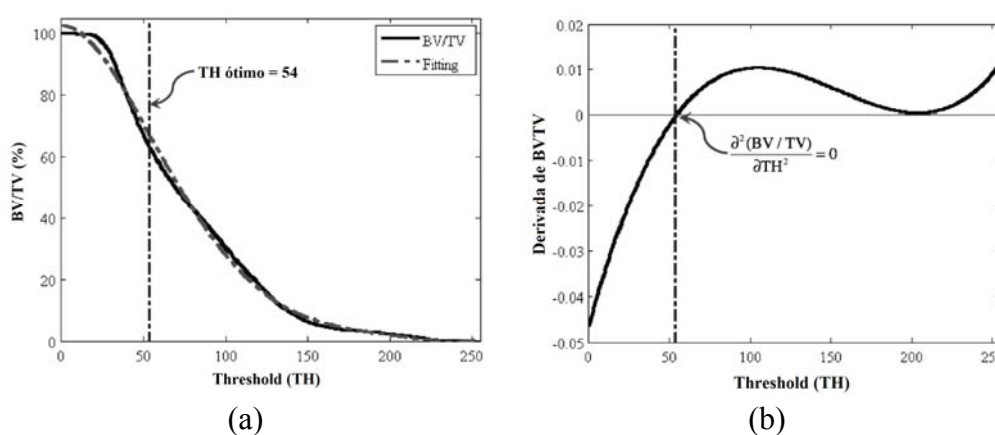 100
80
60
40
20
0
BV/TV (%)
BV/TV
Fitting
TH ótimo = 54
0 50 100 150 200 250
Threshold (TH)
(a)
0.02
0.01
0
-0.01
-0.02
-0.03
-0.04
-0.05
Derivada de BVTV
∂²(BV / TV)
∂TH²
=0
0 50 100 150 200 250
Threshold (TH)
(b)